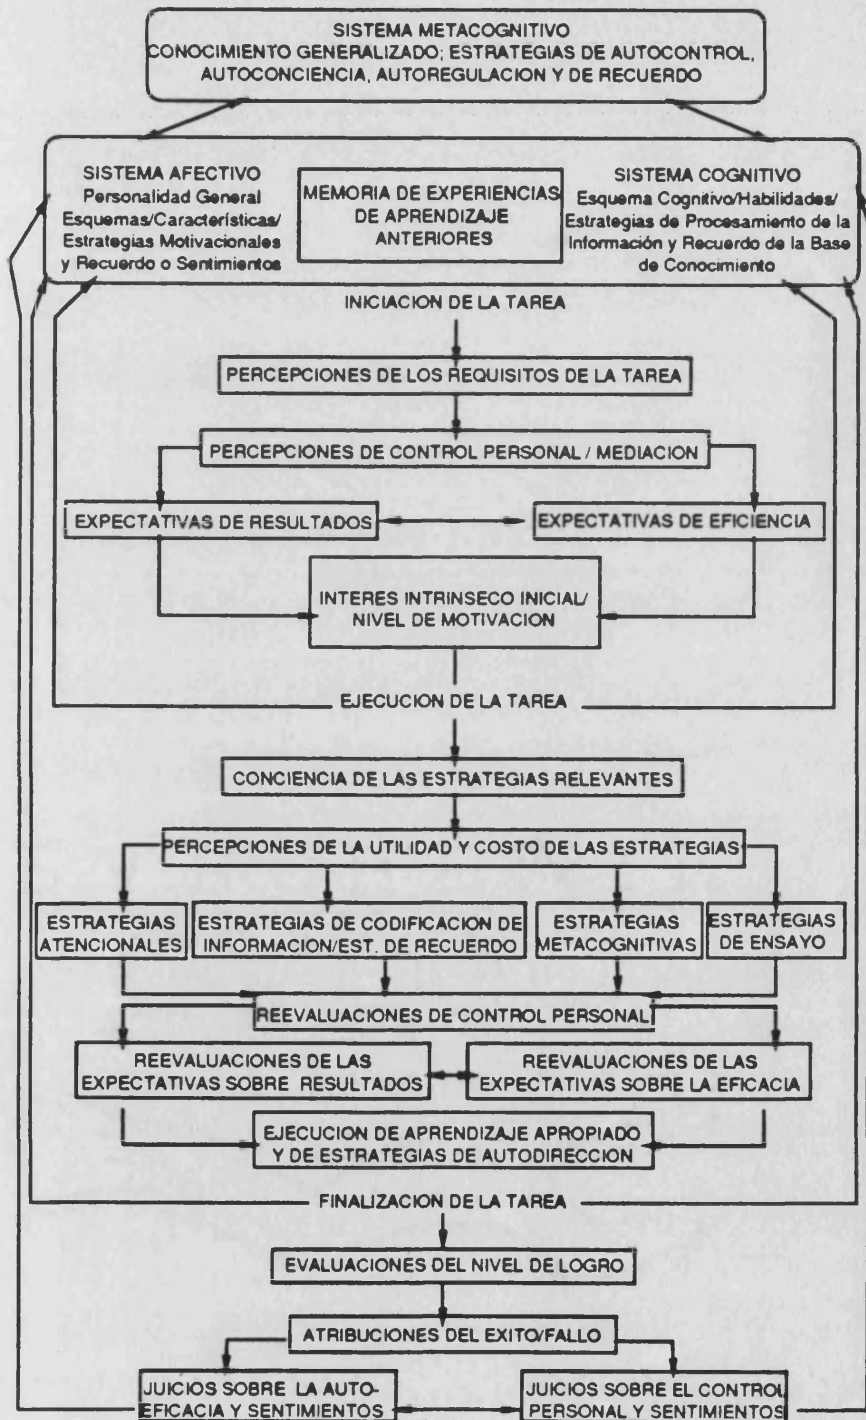 SISTEMA METACOGNITIVO
CONOCIMIENTO GENERALIZADO; ESTRATEGIAS DE AUTOCONTROL,
AUTOCONCIENCIA, AUTOREGULACION Y DE RECUERDO
SISTEMA AFECTIVO
Personalidad General
Esquemas/Características/
Estrategias Motivacionales
y Recuerdo o Sentimientos
MEMORIA DE EXPERIENCIAS
DE APRENDIZAJE
ANTERIORES
SISTEMA COGNITIVO
Esquema Cognitivo/Habilidades/
Estrategias de Procesamiento de la
Información y Recuerdo de la Base
de Conocimiento
INICIACION DE LA TAREA
PERCEPCIONES DE LOS REQUISITOS DE LA TAREA
PERCEPCIONES DE CONTROL PERSONAL / MEDIACION
EXPECTATIVAS DE RESULTADOS
EXPECTATIVAS DE EFICIENCIA
INTERES INTRINSECO INICIAL/
NIVEL DE MOTIVACION
EJECUCION DE LA TAREA
CONCIENCIA DE LAS ESTRATEGIAS RELEVANTES
PERCEPCIONES DE LA UTILIDAD Y COSTO DE LAS ESTRATEGIAS
ESTRATEGIAS
ATENCIONALES
ESTRATEGIAS DE CODIFICACION DE
INFORMACION/EST. DE RECUERDO
ESTRATEGIAS
METACOGNITIVAS
ESTRATEGIAS
DE ENSAYO
REEVALUACIONES DE CONTROL PERSONAL
REEVALUACIONES DE LAS
EXPECTATIVAS SOBRE RESULTADOS
REEVALUACIONES DE LAS
EXPECTATIVAS SOBRE LA EFICACIA
EJECUCION DE APRENDIZAJE APROPIADO
Y DE ESTRATEGIAS DE AUTODIRECCION
FINALIZACION DE LA TAREA
EVALUACIONES DEL NIVEL DE LOGRO
ATRIBUCIONES DEL EXITO/FALLO
JUICIOS SOBRE LA AUTO-
EFICACIA Y SENTIMIENTOS
JUICIOS SOBRE EL CONTROL
PERSONAL Y SENTIMIENTOS